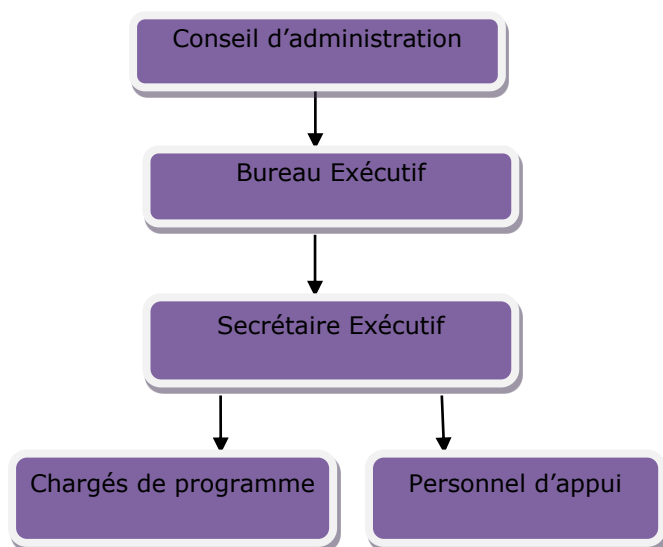 Conseil d’administration
Bureau Exécutif
Secrétaire Exécutif
Chargés de programme
Personnel d’appui